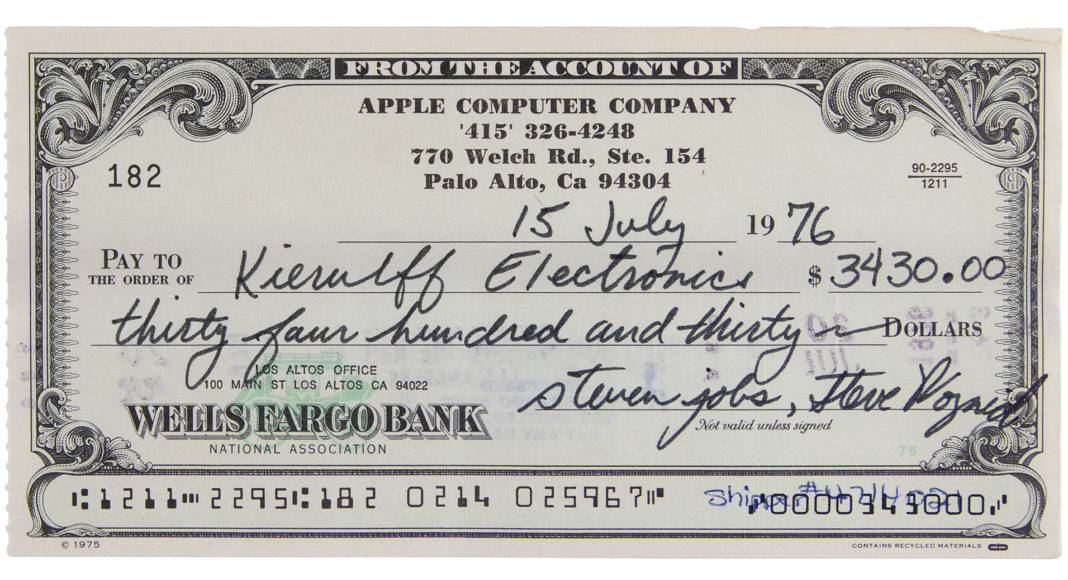 FROM THE ACCOUNT OF
APPLE COMPUTER COMPANY
'415' 326-4248
770 Welch Rd., Ste. 154
Palo Alto, Ca 94304
182
90-2295
1211
15 July 1976
PAY TO
THE ORDER OF Kierulff Electronics $ 3430.00
thirty four hundred and thirty DOLLARS
LOS ALTOS OFFICE
100 MAIN ST LOS ALTOS CA 94022
WELLS FARGO BANK
NATIONAL ASSOCIATION
steven jobs, Steve Wozniak
Not valid unless signed
75
⑆1211⑉2295⑆182 0214 025967⑈ ⑇0000343000⑇
© 1975
CONTAINS RECYCLED MATERIALS